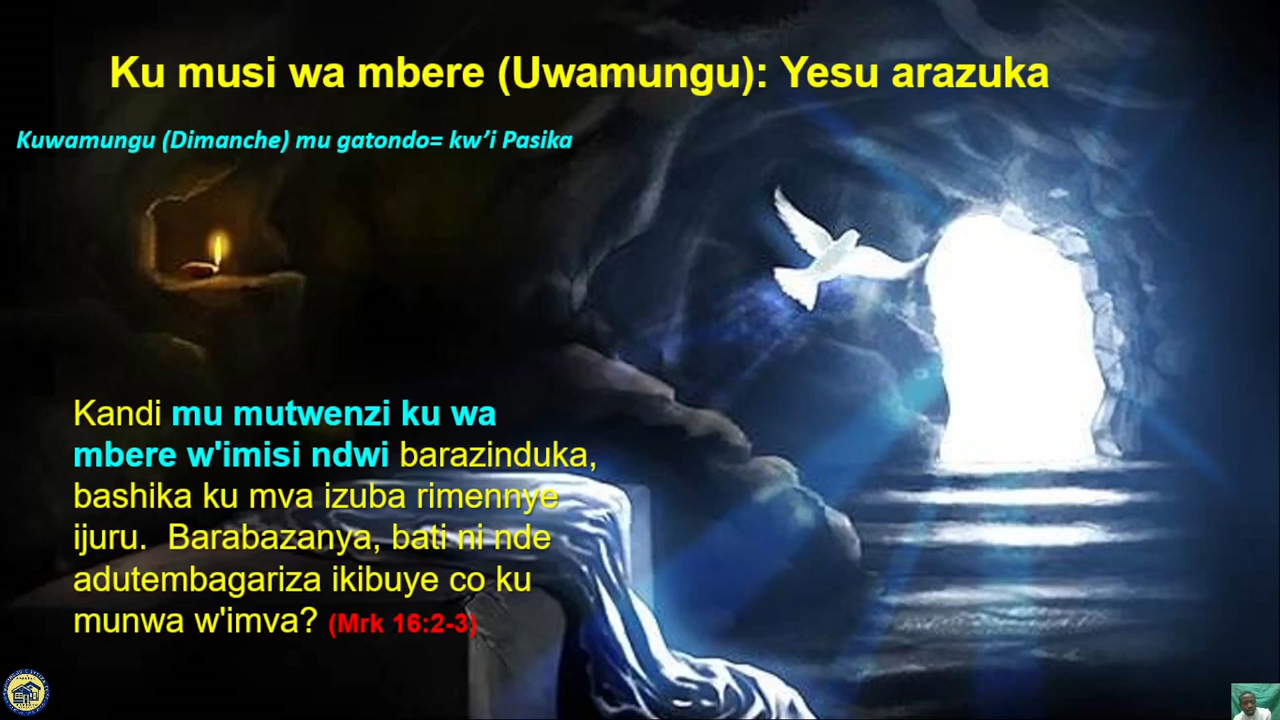 Ku musi wa mbere (Uwamungu): Yesu arazuka
Kuwamungu (Dimanche) mu gatondo= kw’i Pasika
Kandi mu mutwenzi ku wa
mbere w'imisi ndwi barazinduka,
bashika ku mva izuba rimennye
ijuru.  Barabazanya, bati ni nde
adutembagariza ikibuye co ku
munwa w'imva? (Mrk 16:2-3)